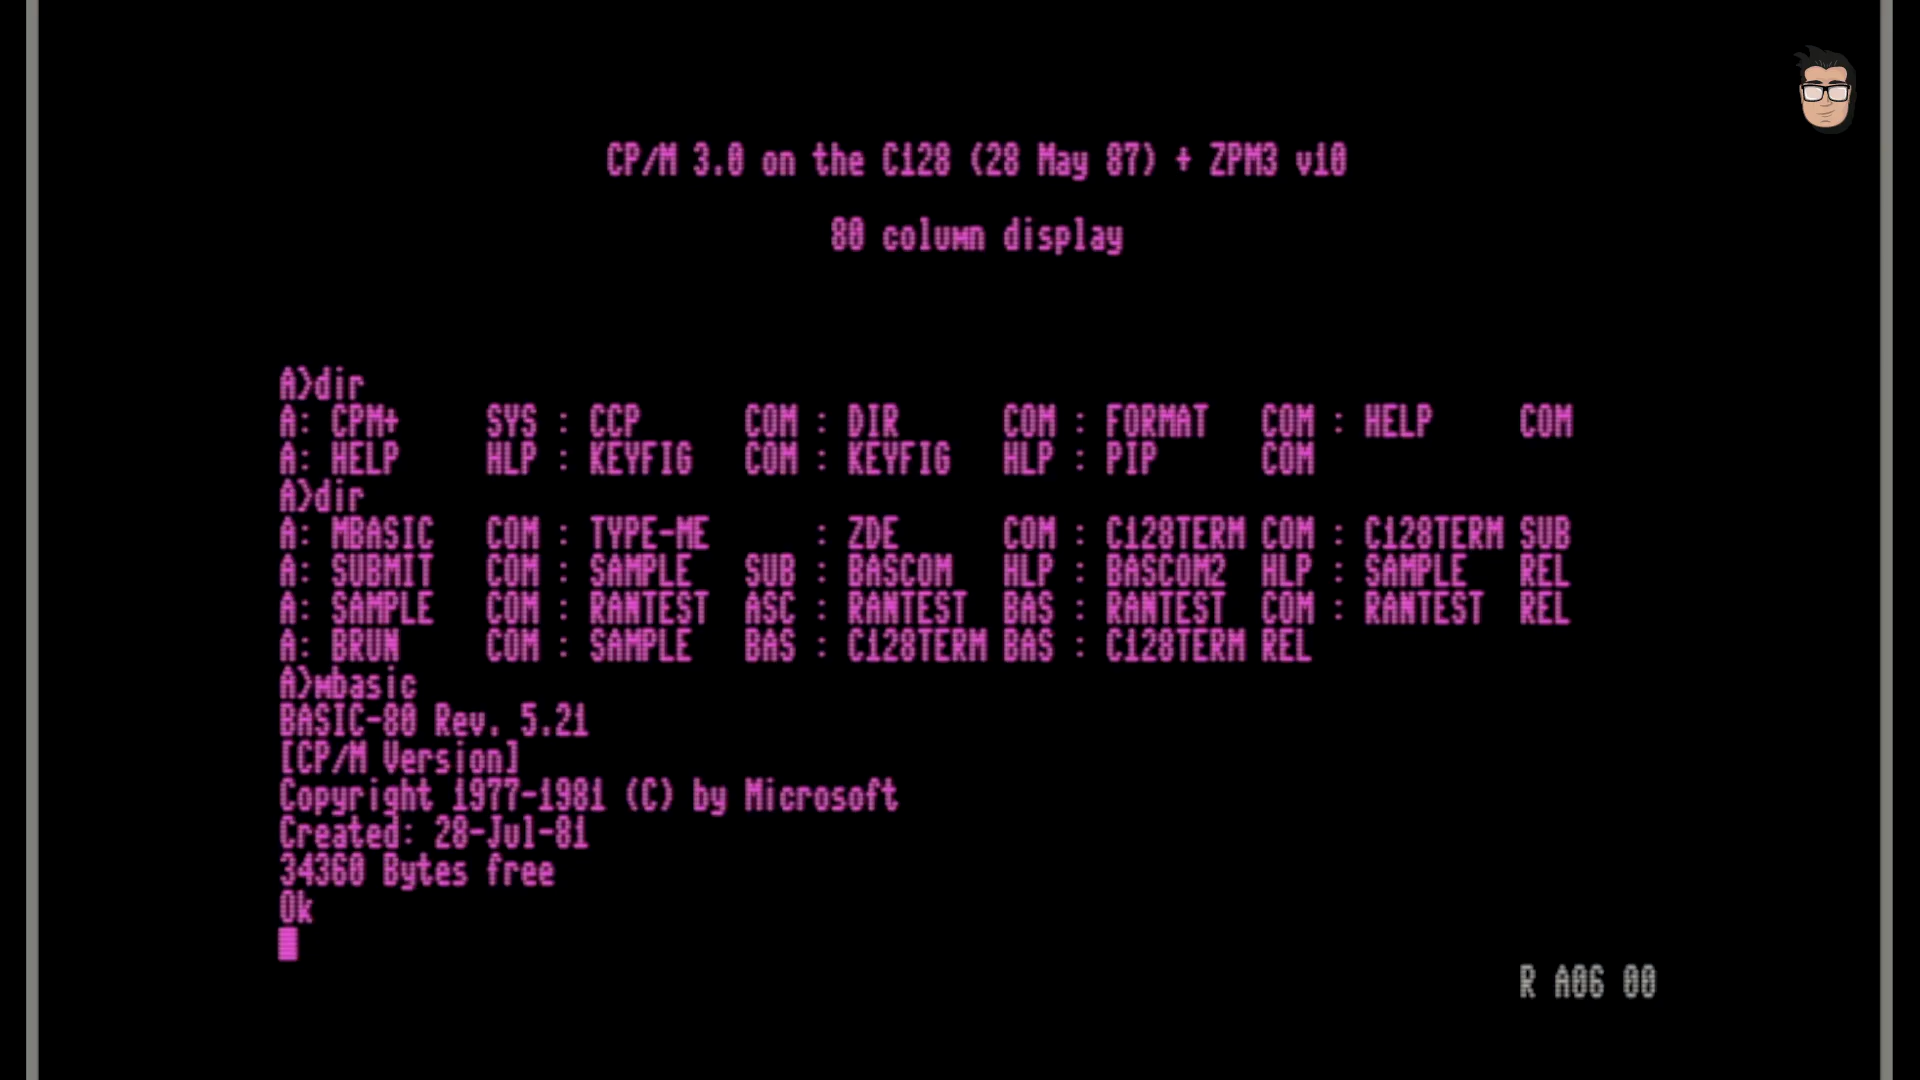 CP/M 3.0 on the C128 (28 May 87) + ZPM3 v10
80 column display
A>dir
A: CPM+     SYS : CCP      COM : DIR      COM : FORMAT   COM : HELP     COM
A: HELP     HLP : KEYFIG   COM : KEYFIG   HLP : PIP      COM
A>dir
A: MBASIC   COM : TYPE-ME      : ZDE      COM : C128TERM COM : C128TERM SUB
A: SUBMIT   COM : SAMPLE   SUB : BASCOM   HLP : BASCOM2  HLP : SAMPLE   REL
A: SAMPLE   COM : RANTEST  ASC : RANTEST  BAS : RANTEST  COM : RANTEST  REL
A: BRUN     COM : SAMPLE   BAS : C128TERM BAS : C128TERM REL
A>mbasic
BASIC-80 Rev. 5.21
[CP/M Version]
Copyright 1977-1981 (C) by Microsoft
Created: 28-Jul-81
34360 Bytes free
Ok
R A06 00